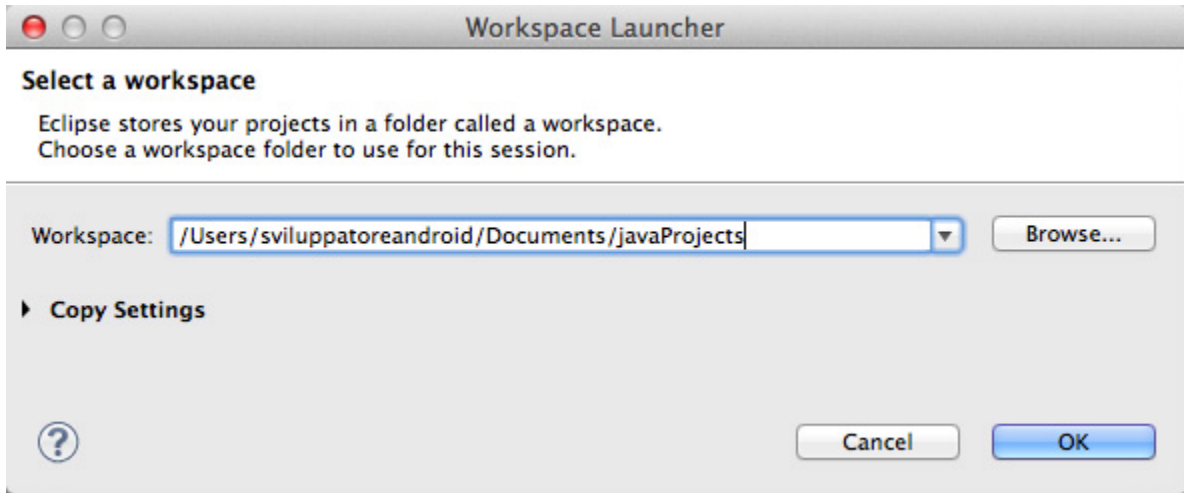 Workspace Launcher
Select a workspace
Eclipse stores your projects in a folder called a workspace.
Choose a workspace folder to use for this session.
Workspace: /Users/sviluppatoreandroid/Documents/javaProjects Browse...
Copy Settings
? Cancel OK